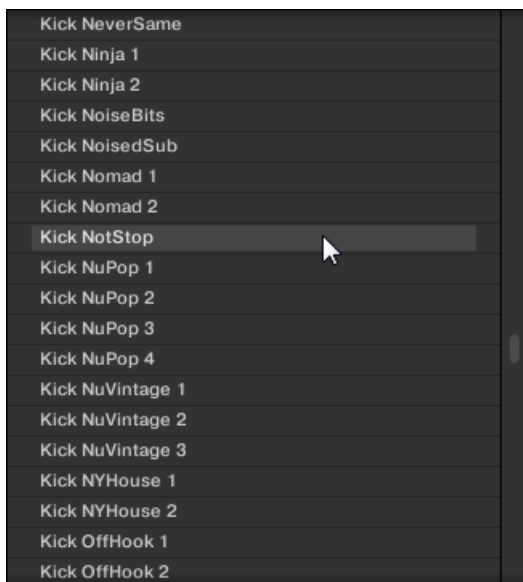 Kick NeverSame
Kick Ninja 1
Kick Ninja 2
Kick NoiseBits
Kick NoisedSub
Kick Nomad 1
Kick Nomad 2
Kick NotStop
Kick NuPop 1
Kick NuPop 2
Kick NuPop 3
Kick NuPop 4
Kick NuVintage 1
Kick NuVintage 2
Kick NuVintage 3
Kick NYHouse 1
Kick NYHouse 2
Kick OffHook 1
Kick OffHook 2